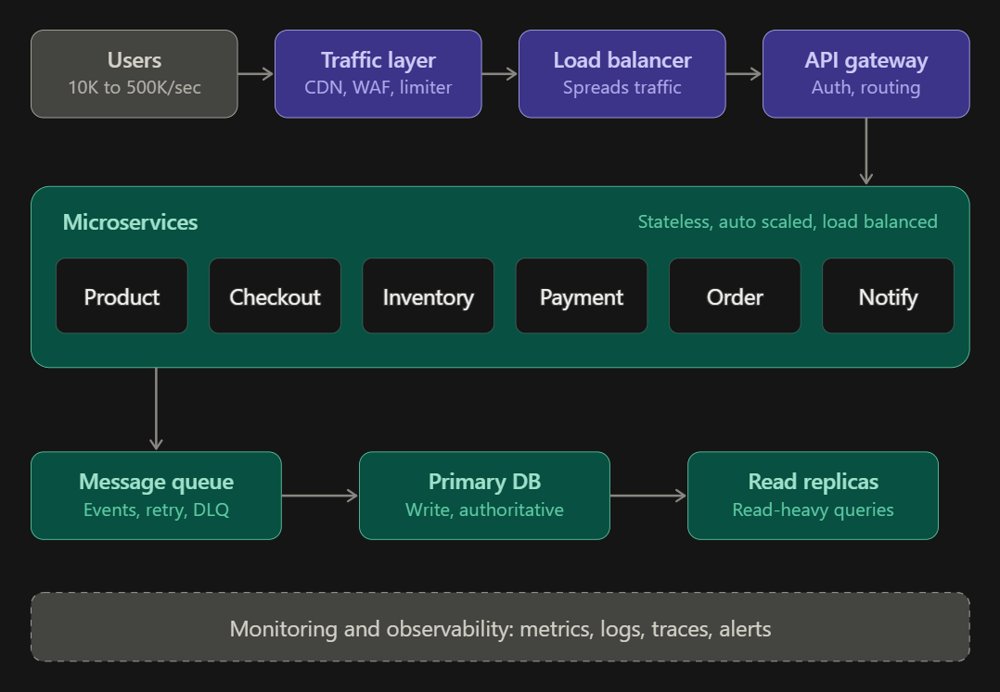 Users
10K to 500K/sec
Traffic layer
CDN, WAF, limiter
Load balancer
Spreads traffic
API gateway
Auth, routing
Microservices
Stateless, auto scaled, load balanced
Product
Checkout
Inventory
Payment
Order
Notify
Message queue
Events, retry, DLQ
Primary DB
Write, authoritative
Read replicas
Read-heavy queries
Monitoring and observability: metrics, logs, traces, alerts